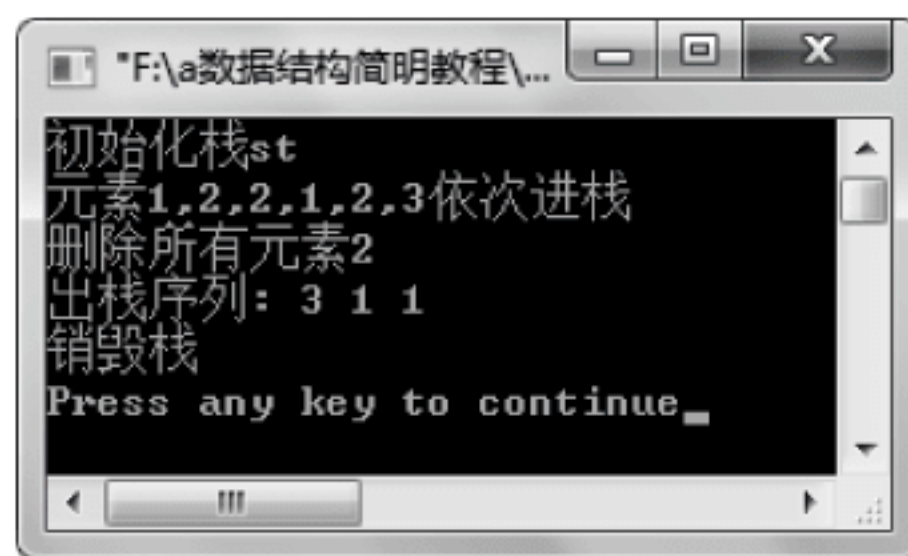 "F:\a数据结构简明教程\...
初始化栈st
元素1,2,2,1,2,3依次进栈
删除所有元素2
出栈序列: 3 1 1
销毁栈
Press any key to continue